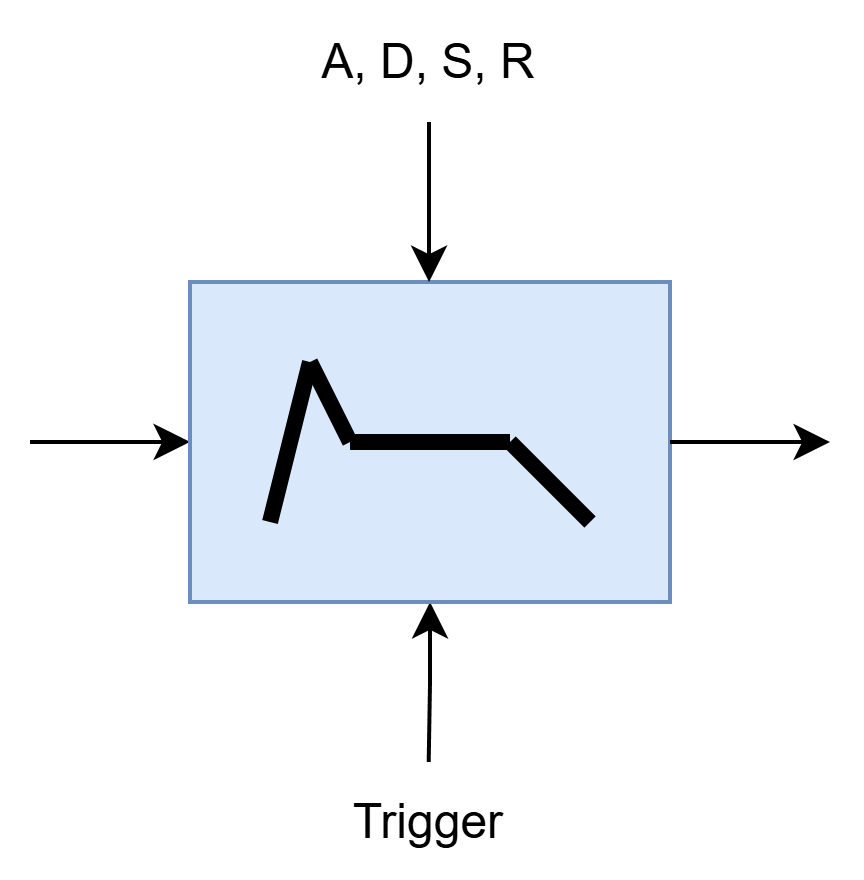 A, D, S, R
Trigger